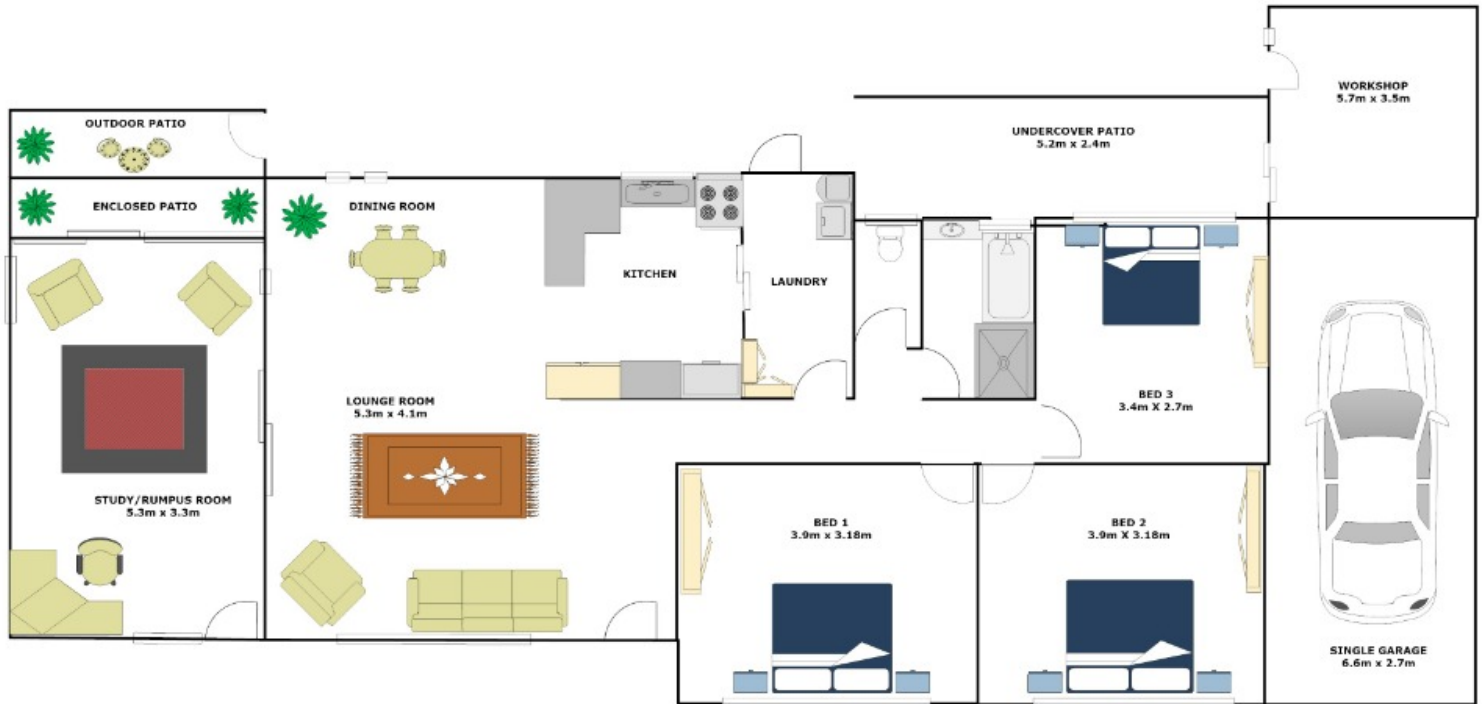 WORKSHOP
5.7m x 3.5m
OUTDOOR PATIO
UNDERCOVER PATIO
5.2m x 2.4m
ENCLOSED PATIO
DINING ROOM
KITCHEN
LAUNDRY
LOUNGE ROOM
5.3m x 4.1m
BED 3
3.4m X 2.7m
STUDY/RUMPUS ROOM
5.3m x 3.3m
BED 1
3.9m x 3.18m
BED 2
3.9m X 3.18m
SINGLE GARAGE
6.6m x 2.7m